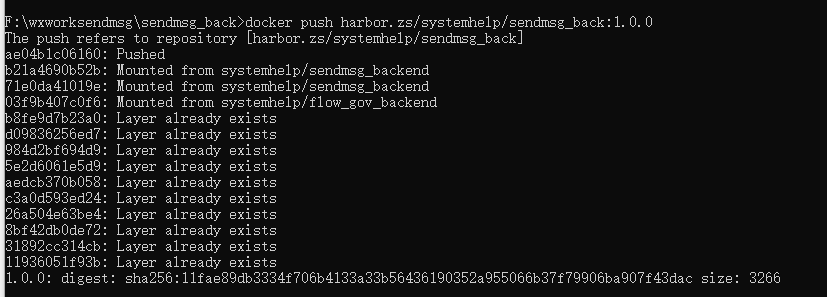 F:\wxworksendmsg\sendmsg_back>docker push harbor.zs/systemhelp/sendmsg_back:1.0.0
The push refers to repository [harbor.zs/systemhelp/sendmsg_back]
ae04b1c06160: Pushed
b21a4690b52b: Mounted from systemhelp/sendmsg_backend
71e0da41019e: Mounted from systemhelp/sendmsg_backend
03f9b407c0f6: Mounted from systemhelp/flow_gov_backend
b8fe9d7b23a0: Layer already exists
d09836256ed7: Layer already exists
984d2bf694d9: Layer already exists
5e2d6061e5d9: Layer already exists
aedcb370b058: Layer already exists
c3a0d593ed24: Layer already exists
26a504e63be4: Layer already exists
8bf42db0de72: Layer already exists
31892cc314cb: Layer already exists
11936051f93b: Layer already exists
1.0.0: digest: sha256:11fae89db3334f706b4133a33b56436190352a955066b37f79906ba907f43dac size: 3266